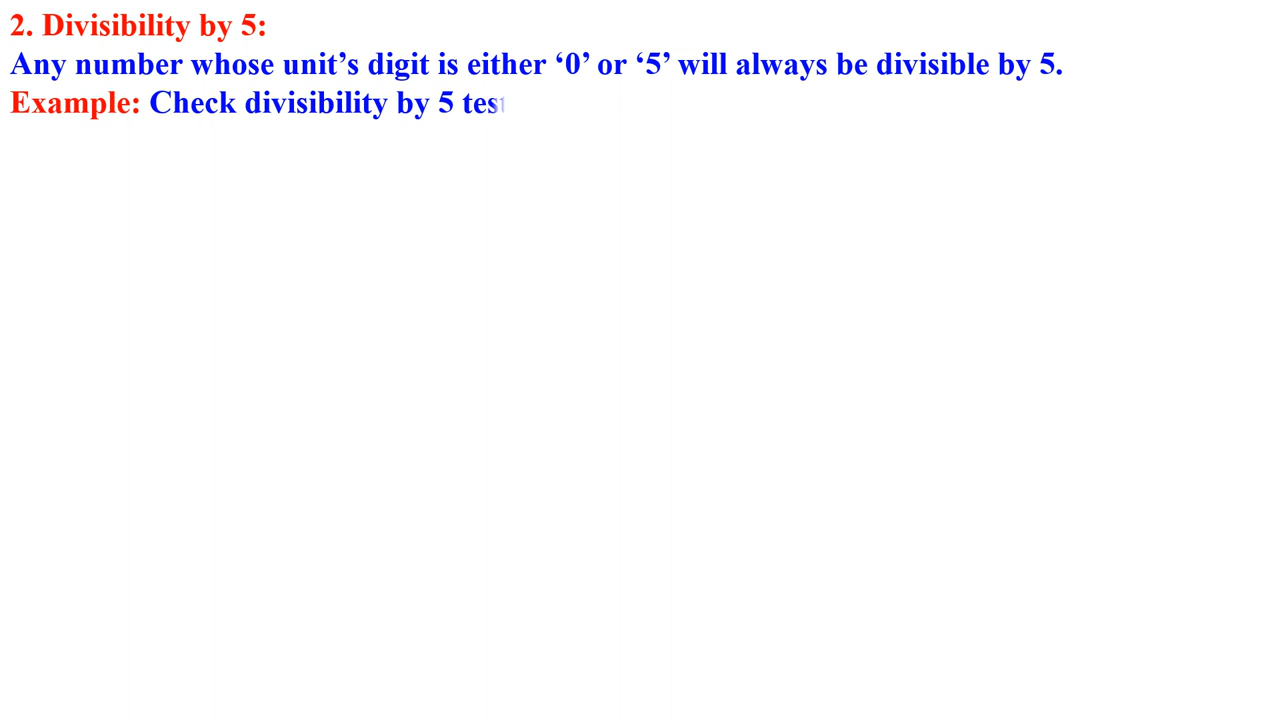 2. Divisibility by 5:
Any number whose unit’s digit is either ‘0’ or ‘5’ will always be divisible by 5.
Example: Check divisibility by 5 test